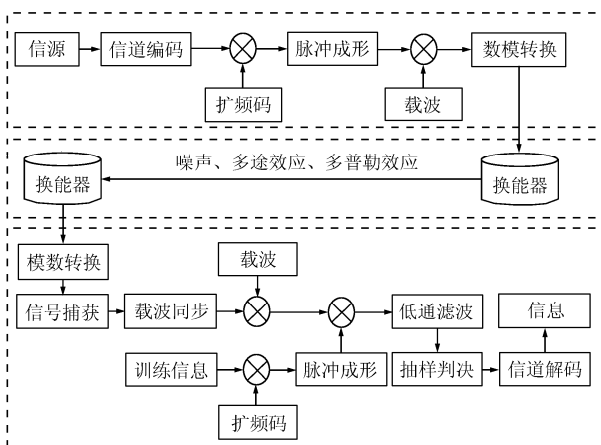 信源
信道编码
脉冲成形
数模转换
扩频码
载波
噪声、多途效应、多普勒效应
换能器
换能器
模数转换
载波
信号捕获
载波同步
低通滤波
信息
训练信息
脉冲成形
抽样判决
信道解码
扩频码